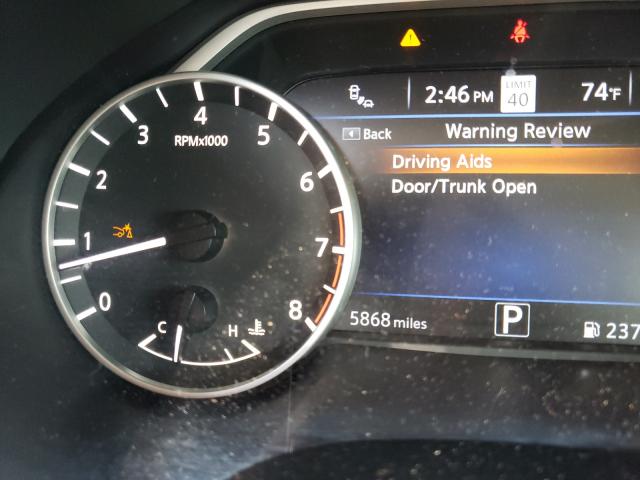 2:46 PM
LIMIT
40
74°F
Back
Warning Review
Driving Aids
Door/Trunk Open
5868 miles
P
237
0
1
2
3
4
5
6
7
8
RPMx1000
C
H